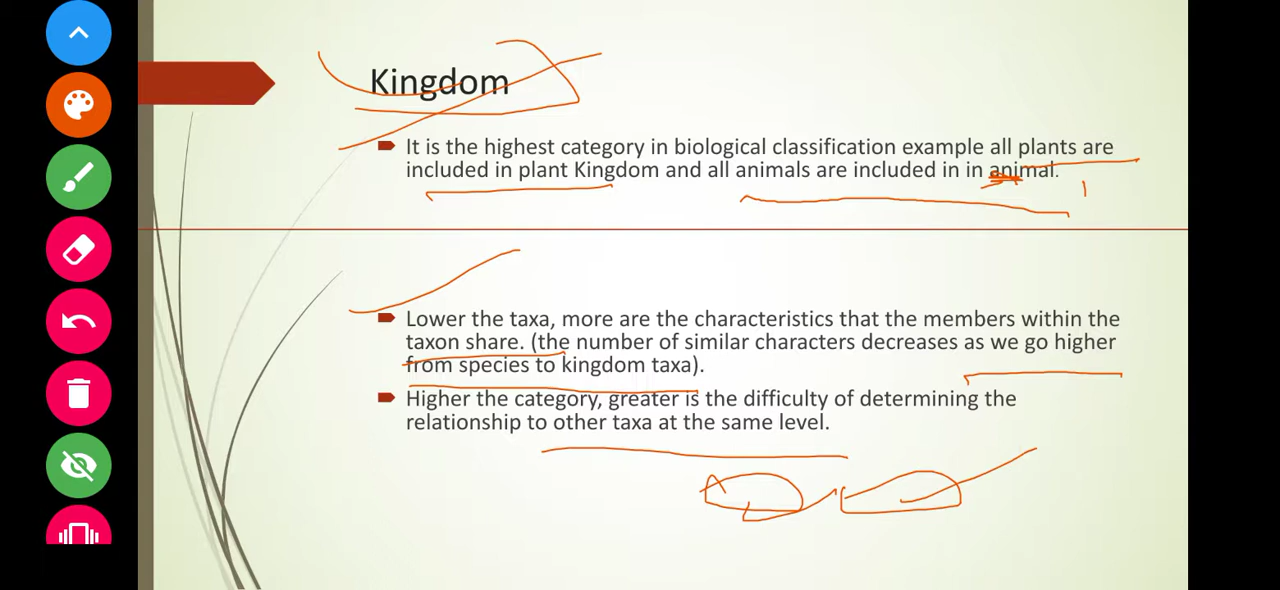 Kingdom
It is the highest category in biological classification example all plants are
included in plant Kingdom and all animals are included in in animal.
Lower the taxa, more are the characteristics that the members within the
taxon share. (the number of similar characters decreases as we go higher
from species to kingdom taxa).
Higher the category, greater is the difficulty of determining the
relationship to other taxa at the same level.